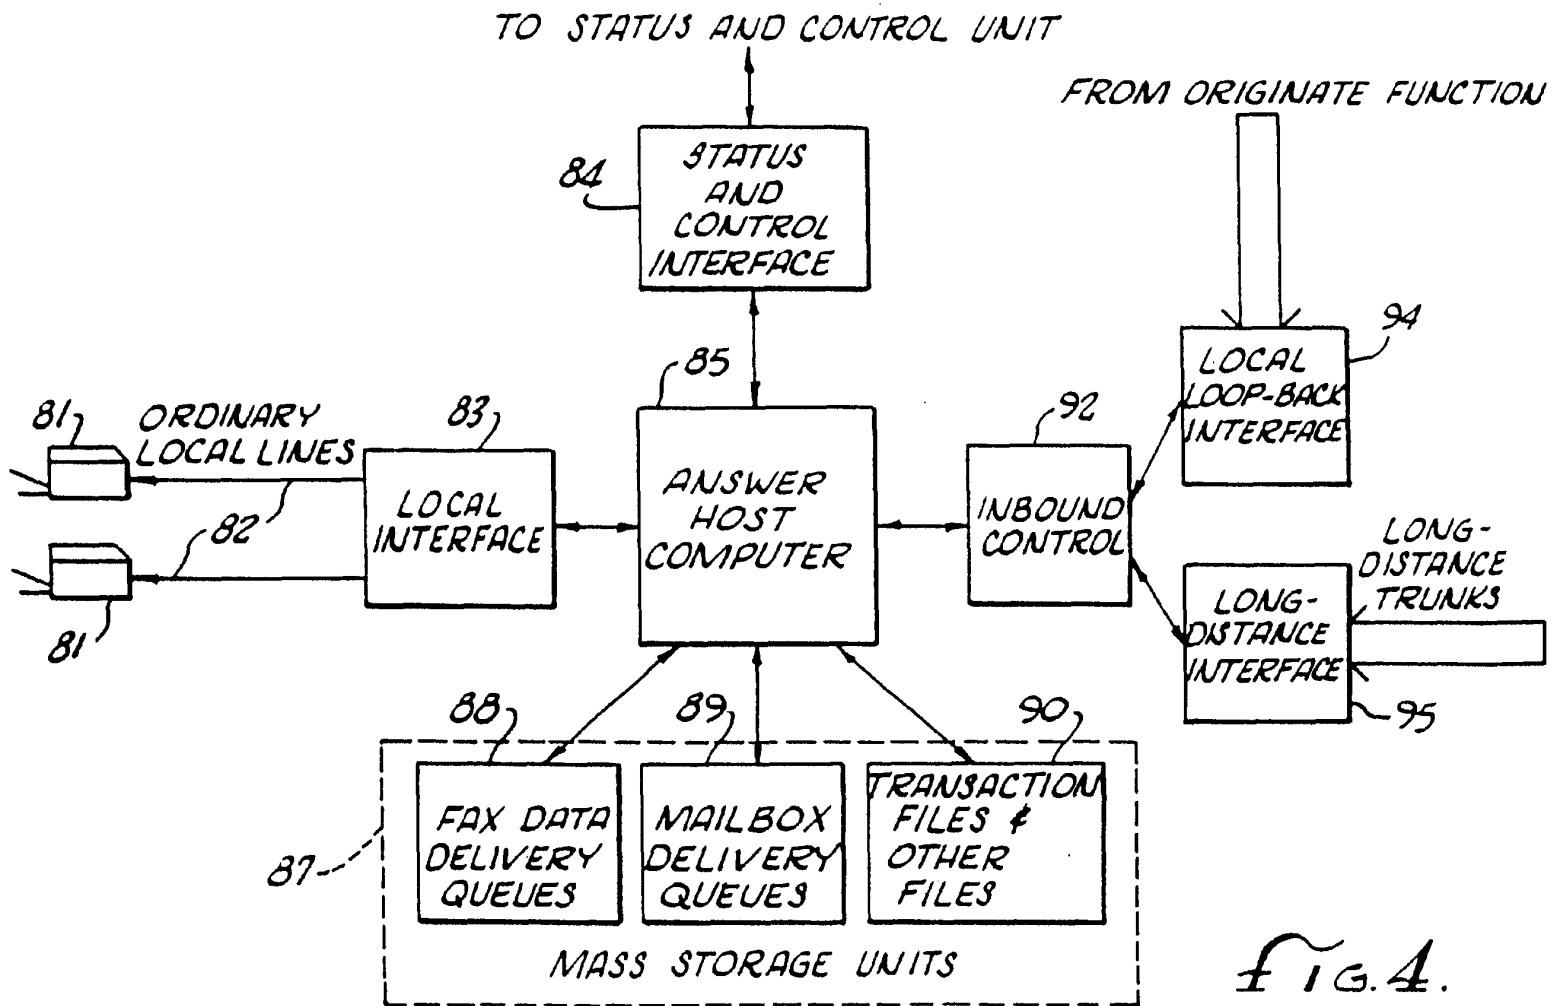 TO STATUS AND CONTROL UNIT
FROM ORIGINATE FUNCTION
84
STATUS
AND
CONTROL
INTERFACE
94
LOCAL
LOOP-BACK
INTERFACE
85
ANSWER
HOST
COMPUTER
81
ORDINARY
LOCAL LINES
83
LOCAL
INTERFACE
82
81
92
INBOUND
CONTROL
LONG-
DISTANCE
TRUNKS
LONG-
DISTANCE
INTERFACE
95
88
89
90
FAX DATA
DELIVERY
QUEUES
MAILBOX
DELIVERY
QUEUES
TRANSACTION
FILES &
OTHER
FILES
87
MASS STORAGE UNITS
FIG.4.